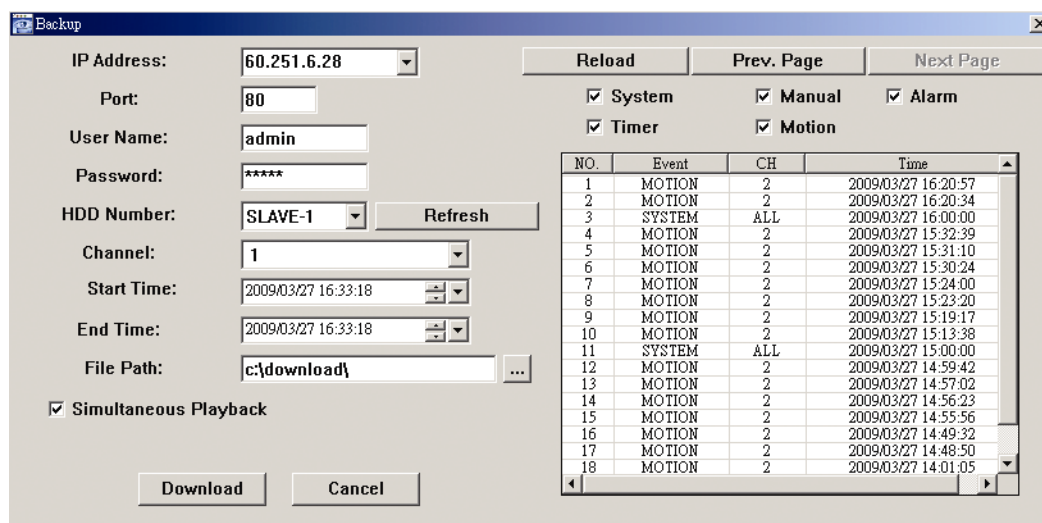 Backup
IP Address: 60.251.6.28
Port: 80
User Name: admin
Password: *****
HDD Number: SLAVE-1 Refresh
Channel: 1
Start Time: 2009/03/27 16:33:18
End Time: 2009/03/27 16:33:18
File Path: c:\download\ ...
Simultaneous Playback
Download Cancel
Reload Prev. Page Next Page
System Manual Alarm
Timer Motion
NO. Event CH Time
1 MOTION 2 2009/03/27 16:20:57
2 MOTION 2 2009/03/27 16:20:34
3 SYSTEM ALL 2009/03/27 16:00:00
4 MOTION 2 2009/03/27 15:32:39
5 MOTION 2 2009/03/27 15:31:10
6 MOTION 2 2009/03/27 15:30:24
7 MOTION 2 2009/03/27 15:24:00
8 MOTION 2 2009/03/27 15:23:20
9 MOTION 2 2009/03/27 15:19:17
10 MOTION 2 2009/03/27 15:13:38
11 SYSTEM ALL 2009/03/27 15:00:00
12 MOTION 2 2009/03/27 14:59:42
13 MOTION 2 2009/03/27 14:57:02
14 MOTION 2 2009/03/27 14:56:23
15 MOTION 2 2009/03/27 14:55:56
16 MOTION 2 2009/03/27 14:49:32
17 MOTION 2 2009/03/27 14:48:50
18 MOTION 2 2009/03/27 14:01:05